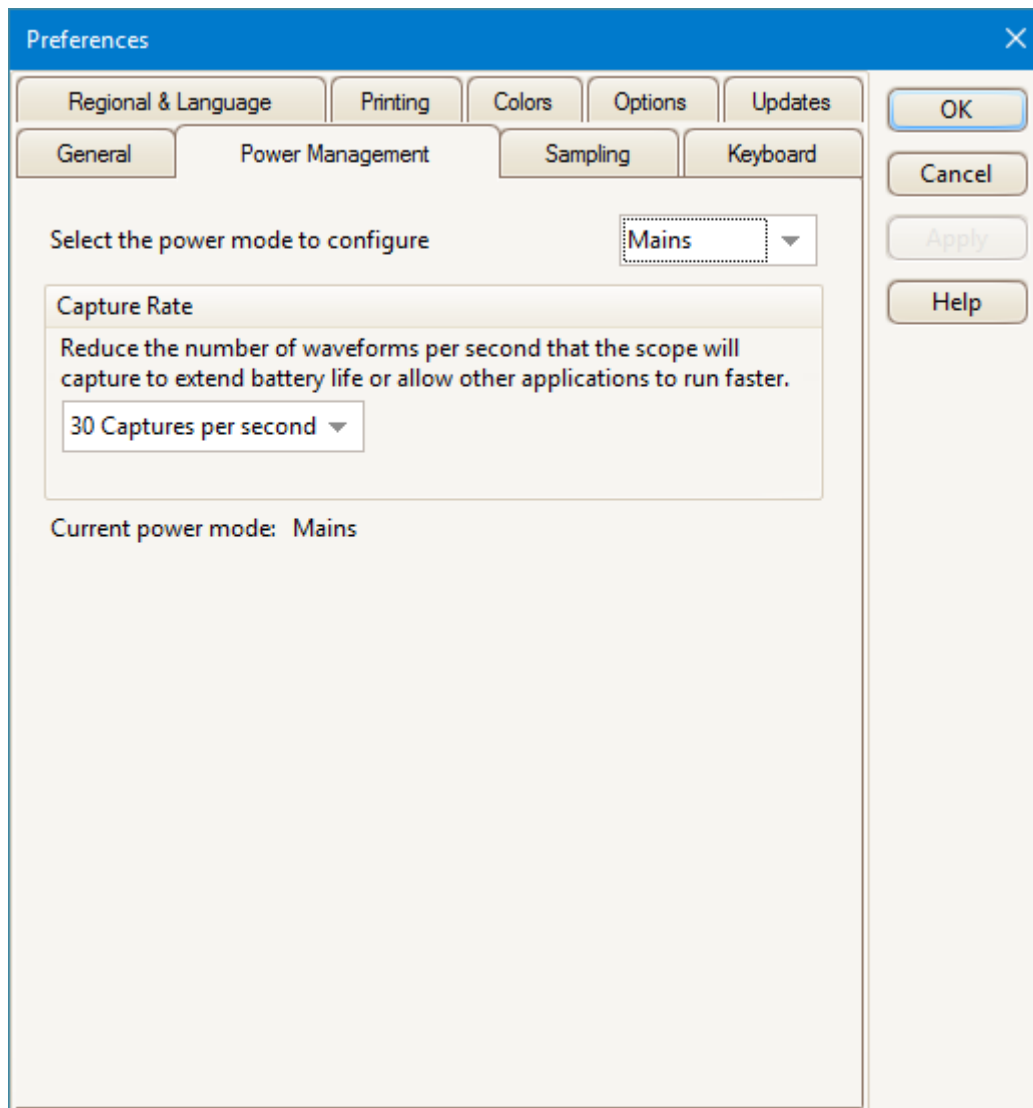 Preferences
Regional & Language Printing Colors Options Updates
General Power Management Sampling Keyboard
OK
Cancel
Apply
Help
Select the power mode to configure Mains
Capture Rate
Reduce the number of waveforms per second that the scope will
capture to extend battery life or allow other applications to run faster.
30 Captures per second
Current power mode: Mains